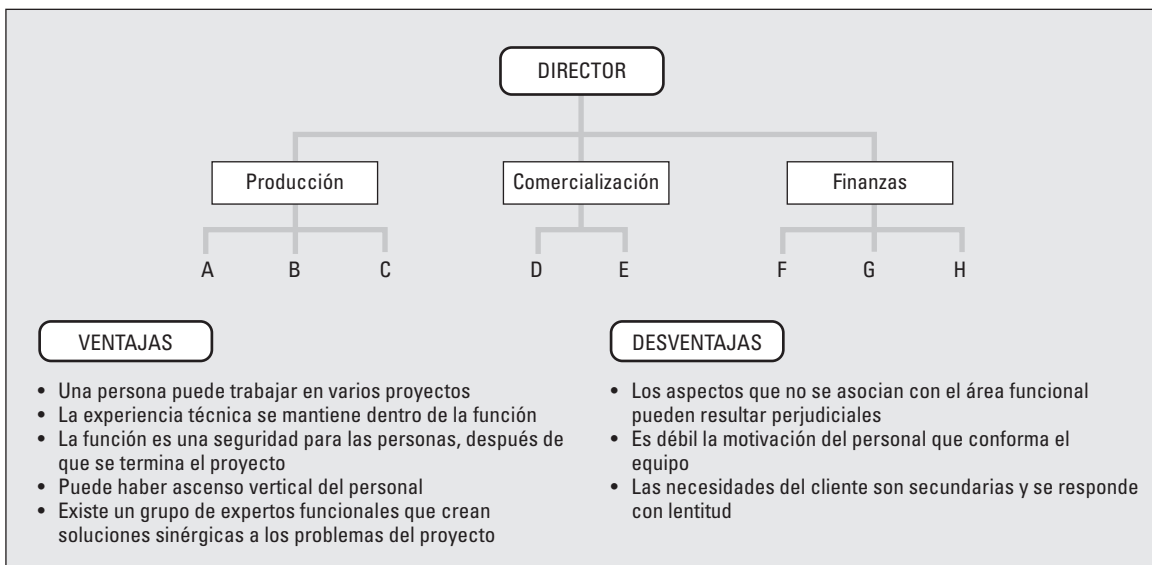 DIRECTOR
Producción
Comercialización
Finanzas
A
B
C
D
E
F
G
H
VENTAJAS
• Una persona puede trabajar en varios proyectos
• La experiencia técnica se mantiene dentro de la función
• La función es una seguridad para las personas, después de
que se termina el proyecto
• Puede haber ascenso vertical del personal
• Existe un grupo de expertos funcionales que crean
soluciones sinérgicas a los problemas del proyecto
DESVENTAJAS
• Los aspectos que no se asocian con el área funcional
pueden resultar perjudiciales
• Es débil la motivación del personal que conforma el
equipo
• Las necesidades del cliente son secundarias y se responde
con lentitud